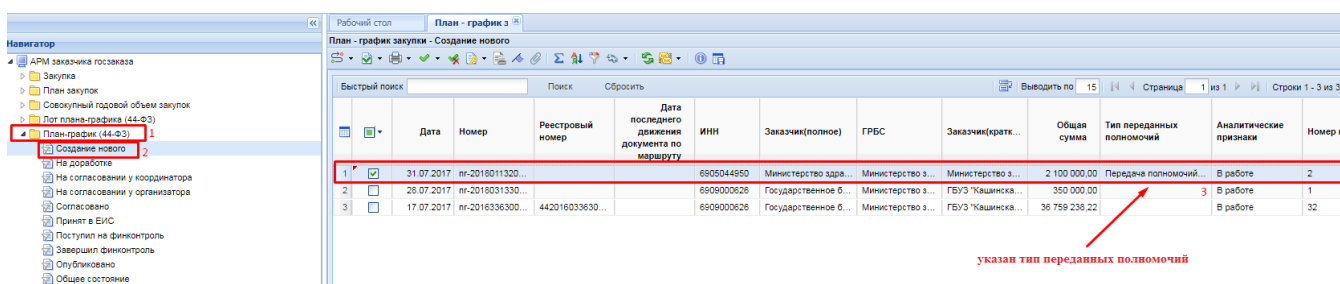 Рабочий стол План - график з
Навигатор
План - график закупки - Создание нового
АРМ заказчика госзаказа
Закупка
План закупок
Совокупный годовой объем закупок
Лот плана-графика (44-ФЗ)
План-график (44-ФЗ) 1
Создание нового 2
На доработке
На согласовании у координатора
На согласовании у организатора
Согласовано
Принят в ЕИС
Поступил на финконтроль
Завершил финконтроль
Опубликовано
Общее состояние
Быстрый поиск Поиск Сбросить Выводить по 15 Страница 1 из 1 Строки 1 - 3 из 3
Дата Номер Реестровый номер Дата последнего движения документа по маршруту ИНН Заказчик(полное) ГРБС Заказчик(кратк... Общая сумма Тип переданных полномочий Аналитические признаки Номер
1 31.07.2017 пг-2018011320... 6905044950 Министерство здра... Министерство з... Министерство з... 2 100 000,00 Передача полномочий... В работе 2
2 28.07.2017 пг-2018031330... 6909000626 Государственное б... Министерство з... ГБУЗ "Кашинска... 350 000,00 3 В работе 1
3 17.07.2017 пг-2016336300... 442016033630... 6909000626 Государственное б... Министерство з... ГБУЗ "Кашинска... 36 759 238,22 В работе 32
указан тип переданных полномочий